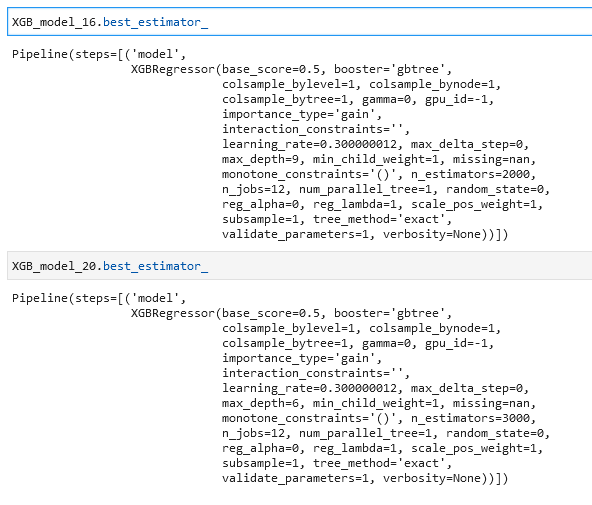 XGB_model_16.best_estimator_
Pipeline(steps=[('model',
XGBRegressor(base_score=0.5, booster='gbtree',
colsample_bylevel=1, colsample_bynode=1,
colsample_bytree=1, gamma=0, gpu_id=-1,
importance_type='gain',
interaction_constraints='',
learning_rate=0.300000012, max_delta_step=0,
max_depth=9, min_child_weight=1, missing=nan,
monotone_constraints='()', n_estimators=2000,
n_jobs=12, num_parallel_tree=1, random_state=0,
reg_alpha=0, reg_lambda=1, scale_pos_weight=1,
subsample=1, tree_method='exact',
validate_parameters=1, verbosity=None))])
XGB_model_20.best_estimator_
Pipeline(steps=[('model',
XGBRegressor(base_score=0.5, booster='gbtree',
colsample_bylevel=1, colsample_bynode=1,
colsample_bytree=1, gamma=0, gpu_id=-1,
importance_type='gain',
interaction_constraints='',
learning_rate=0.300000012, max_delta_step=0,
max_depth=6, min_child_weight=1, missing=nan,
monotone_constraints='()', n_estimators=3000,
n_jobs=12, num_parallel_tree=1, random_state=0,
reg_alpha=0, reg_lambda=1, scale_pos_weight=1,
subsample=1, tree_method='exact',
validate_parameters=1, verbosity=None))])